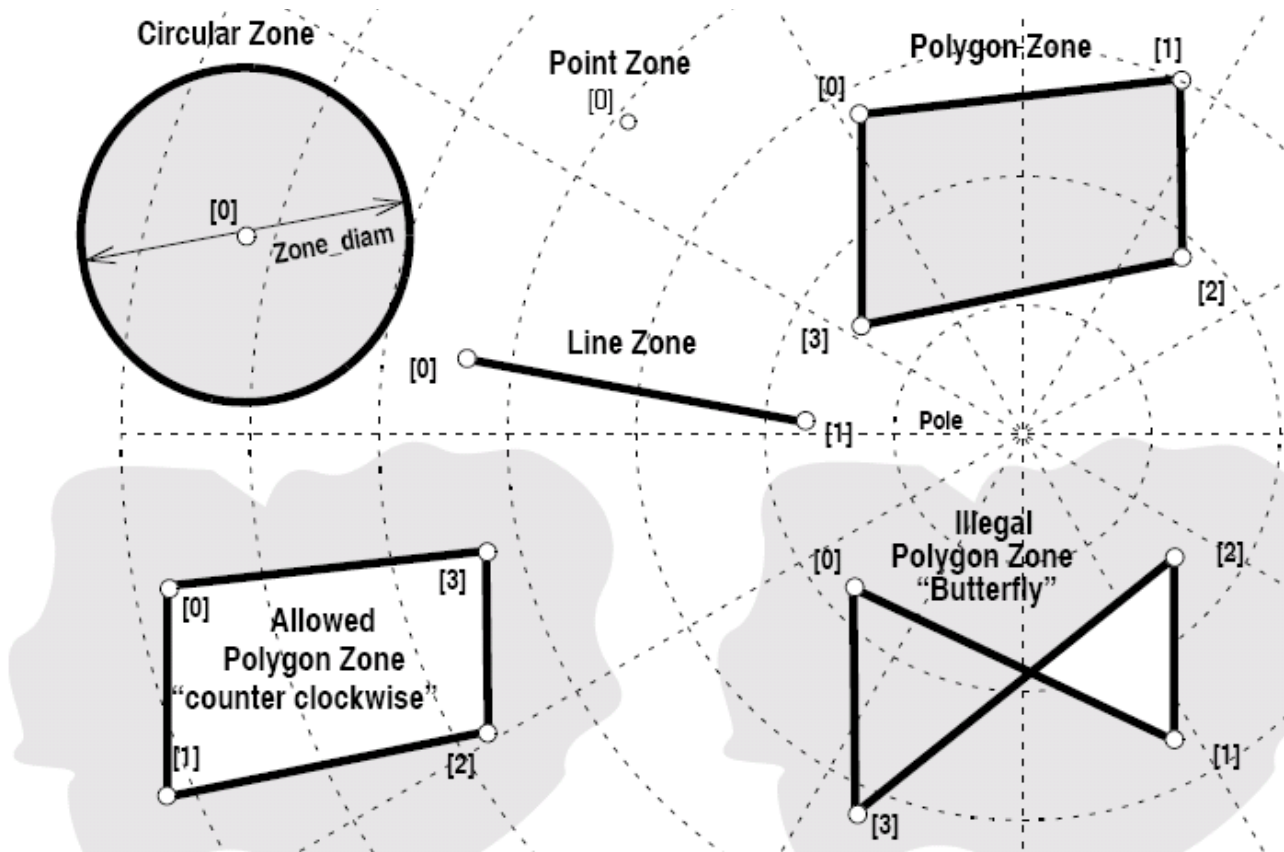 Circular Zone
[0]
Zone_diam
Point Zone
[0]
Polygon Zone
[0]
[1]
[2]
[3]
Line Zone
[0]
[1]
Pole
[0]
[3]
Allowed
Polygon Zone
“counter clockwise”
[1]
[2]
Illegal
Polygon Zone
“Butterfly”
[0]
[2]
[1]
[3]